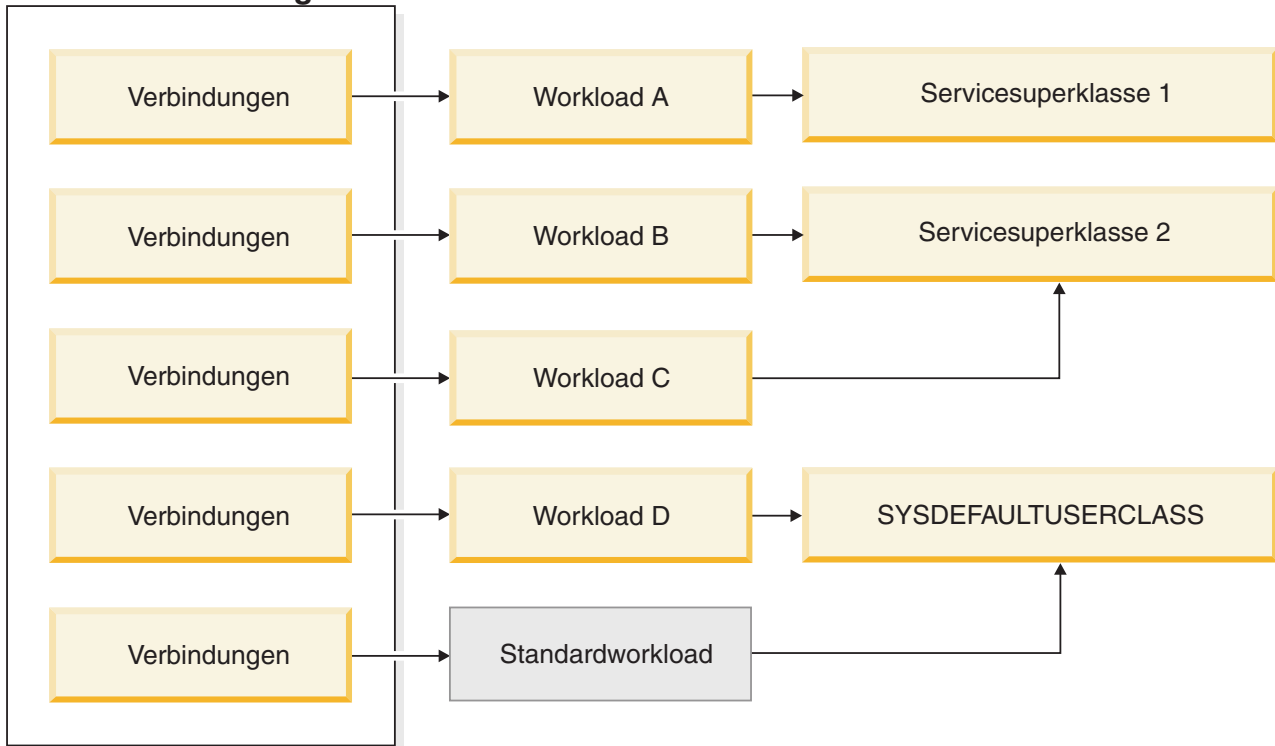 Verbindungen Workload A Servicesuperklasse 1
Verbindungen Workload B Servicesuperklasse 2
Verbindungen Workload C
Verbindungen Workload D SYSDEFAULTUSERCLASS
Verbindungen Standardworkload